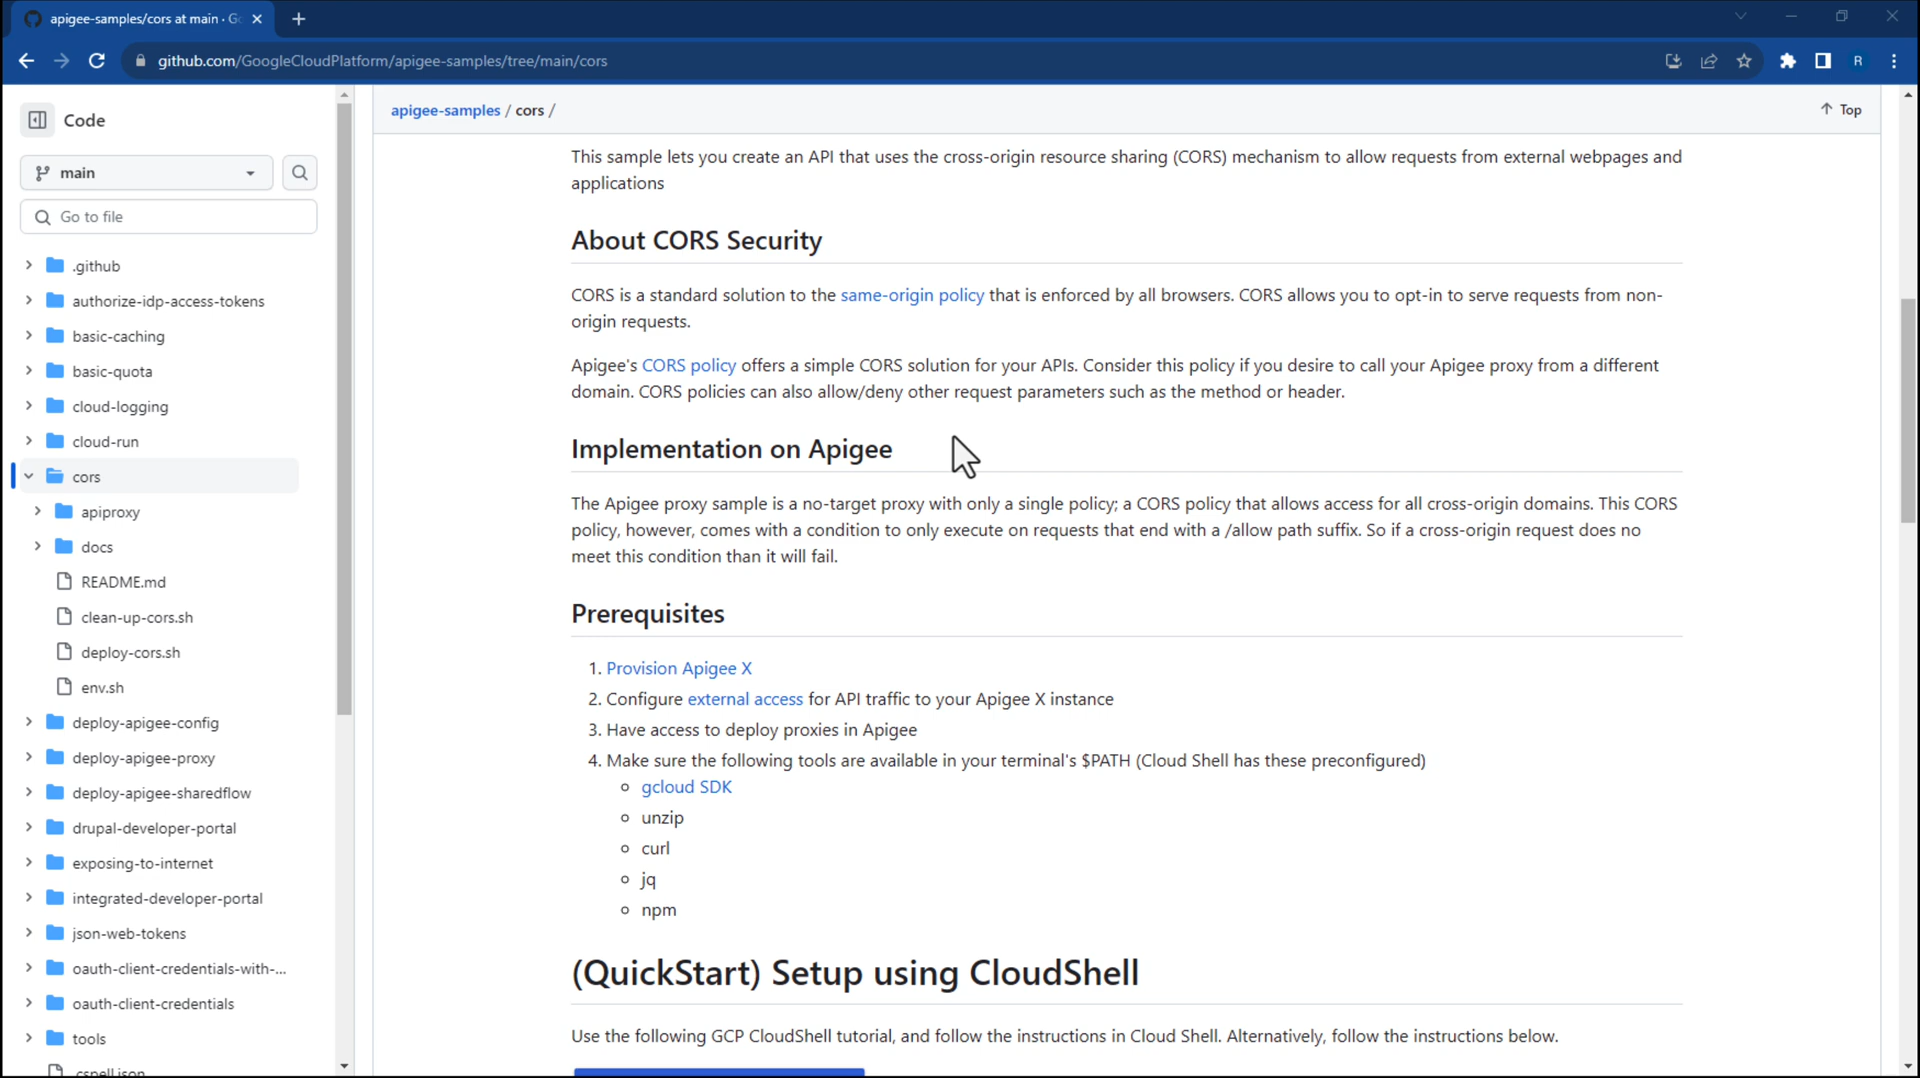 apigee-samples/cors at main · G
github.com/GoogleCloudPlatform/apigee-samples/tree/main/cors
R
Code
main
Go to file
.github
authorize-idp-access-tokens
basic-caching
basic-quota
cloud-logging
cloud-run
cors
apiproxy
docs
README.md
clean-up-cors.sh
deploy-cors.sh
env.sh
deploy-apigee-config
deploy-apigee-proxy
deploy-apigee-sharedflow
drupal-developer-portal
exposing-to-internet
integrated-developer-portal
json-web-tokens
oauth-client-credentials-with-...
oauth-client-credentials
tools
cspell.json
apigee-samples / cors /
Top
This sample lets you create an API that uses the cross-origin resource sharing (CORS) mechanism to allow requests from external webpages and
applications
About CORS Security
CORS is a standard solution to the same-origin policy that is enforced by all browsers. CORS allows you to opt-in to serve requests from non-
origin requests.
Apigee's CORS policy offers a simple CORS solution for your APIs. Consider this policy if you desire to call your Apigee proxy from a different
domain. CORS policies can also allow/deny other request parameters such as the method or header.
Implementation on Apigee
The Apigee proxy sample is a no-target proxy with only a single policy; a CORS policy that allows access for all cross-origin domains. This CORS
policy, however, comes with a condition to only execute on requests that end with a /allow path suffix. So if a cross-origin request does no
meet this condition than it will fail.
Prerequisites
1. Provision Apigee X
2. Configure external access for API traffic to your Apigee X instance
3. Have access to deploy proxies in Apigee
4. Make sure the following tools are available in your terminal's $PATH (Cloud Shell has these preconfigured)
gcloud SDK
unzip
curl
jq
npm
(QuickStart) Setup using CloudShell
Use the following GCP CloudShell tutorial, and follow the instructions in Cloud Shell. Alternatively, follow the instructions below.